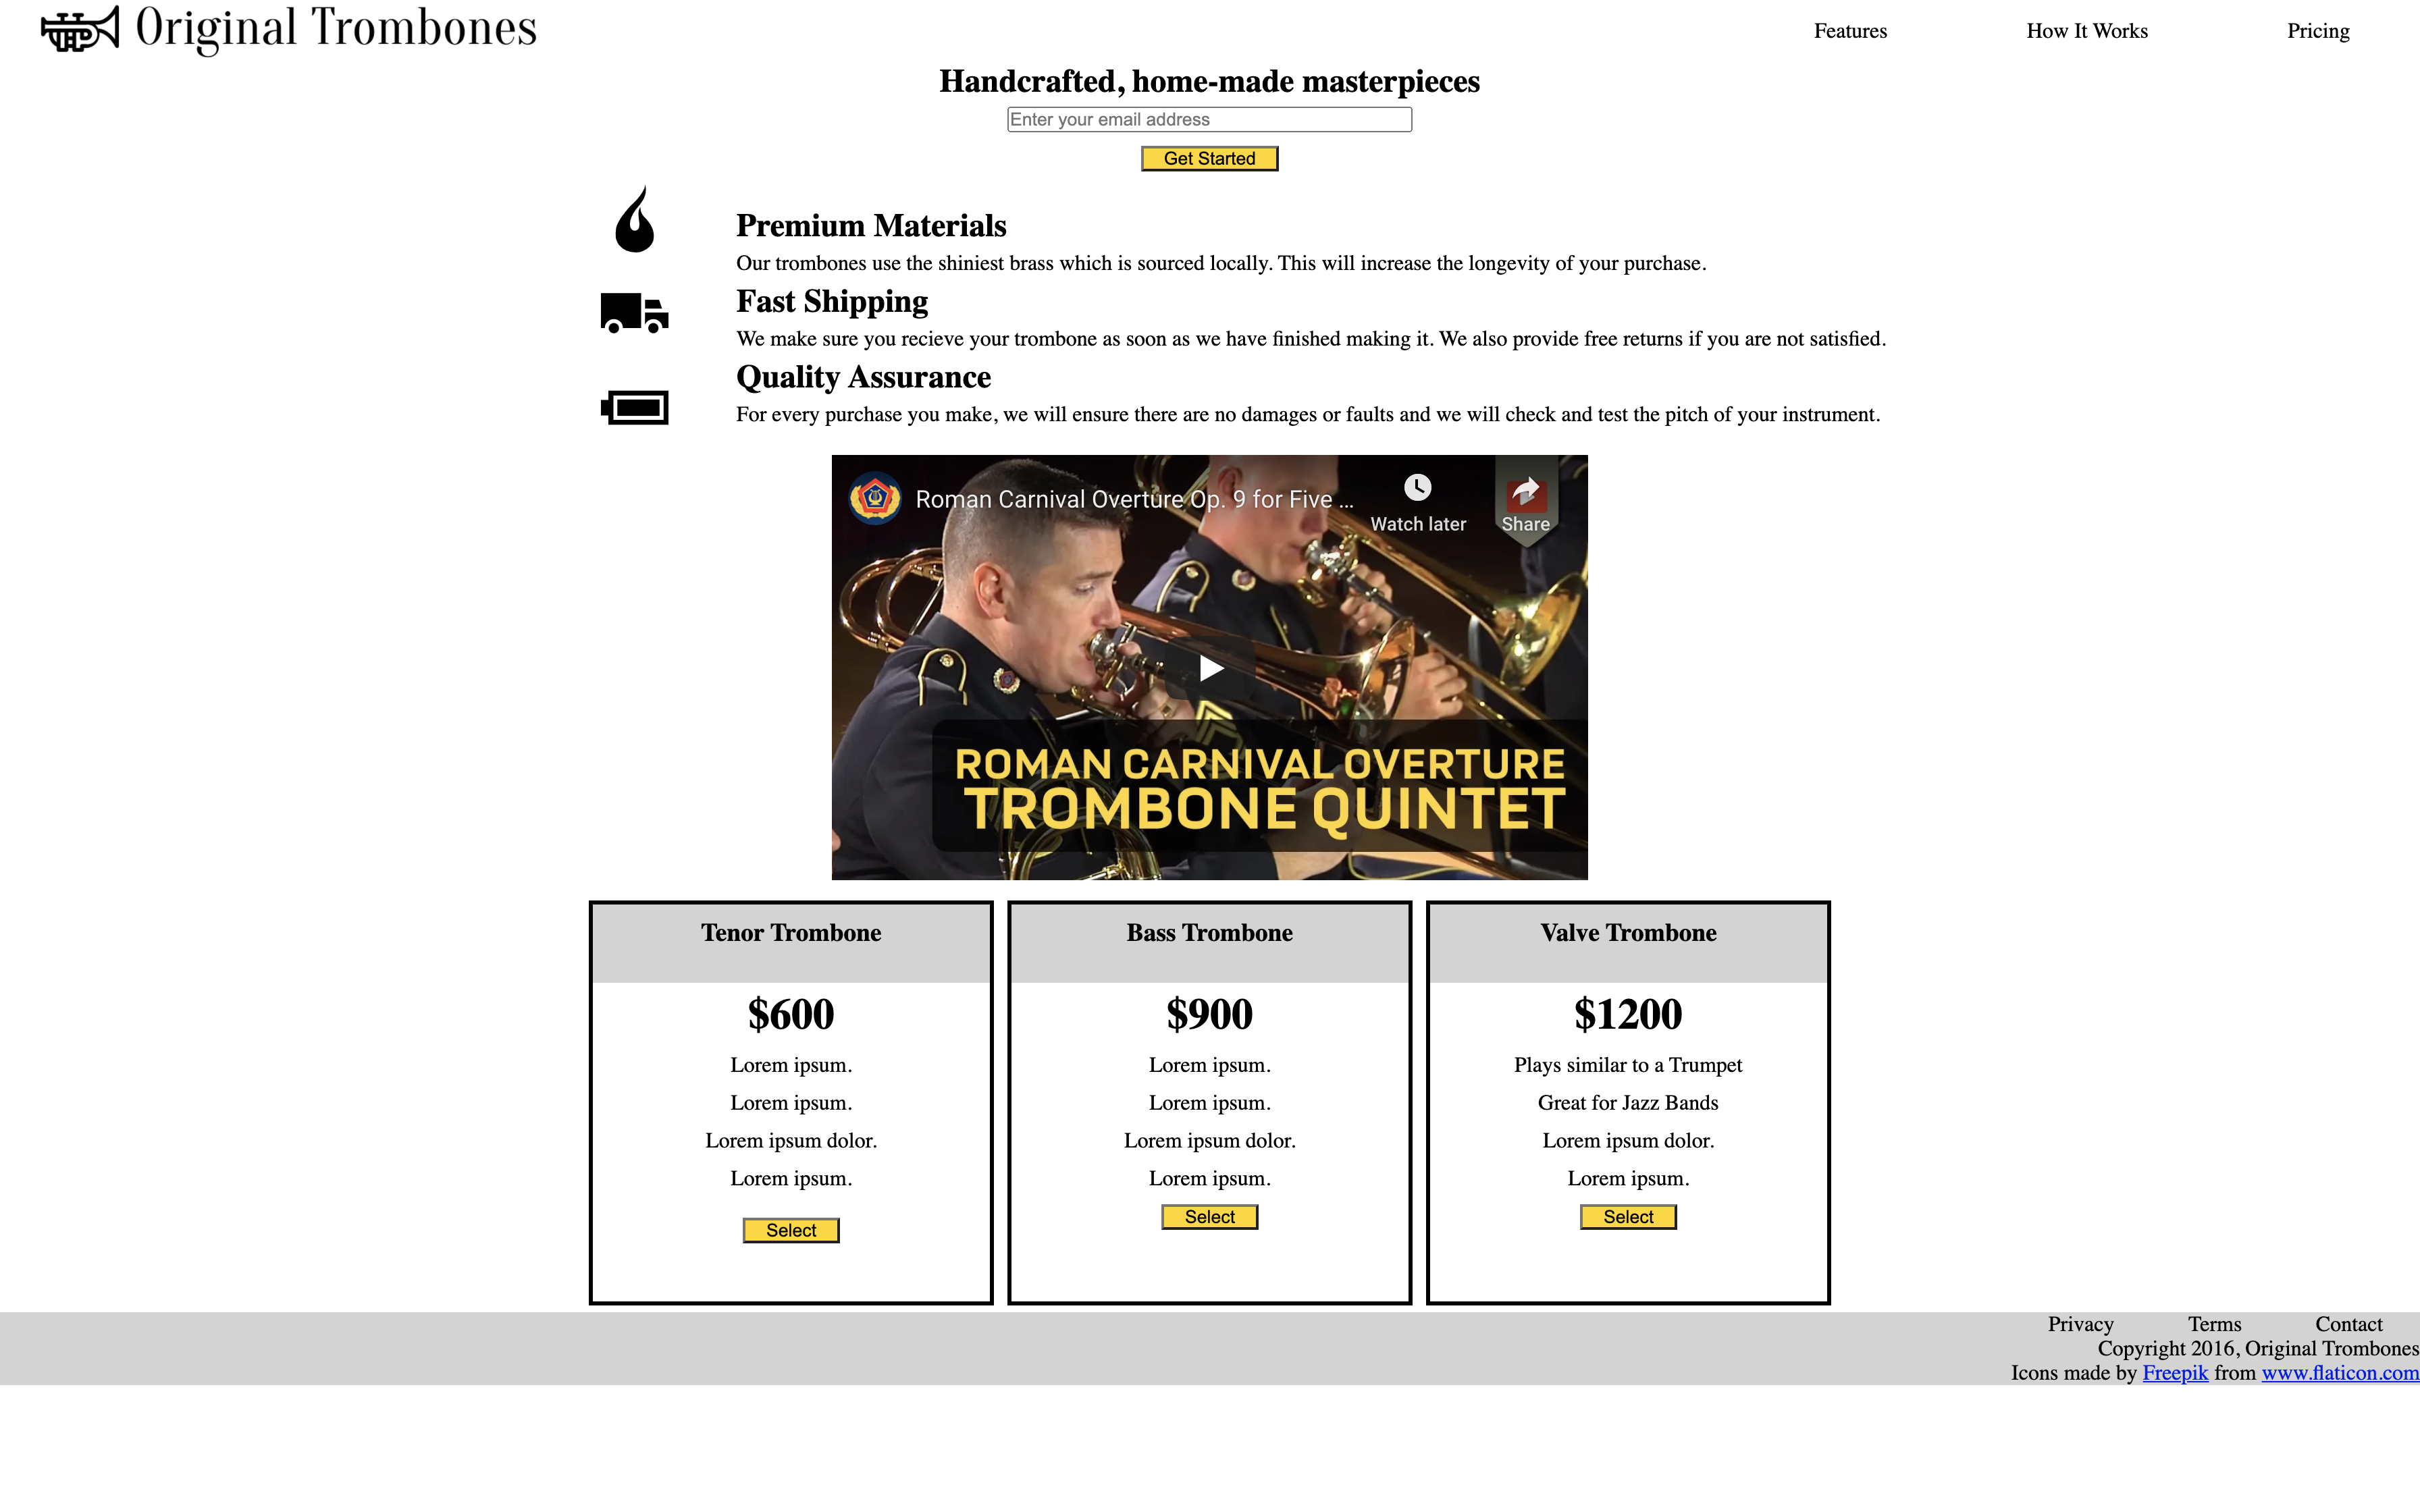 Original Trombones
Features How It Works Pricing
Handcrafted, home-made masterpieces
Enter your email address
Get Started
Premium Materials
Our trombones use the shiniest brass which is sourced locally. This will increase the longevity of your purchase.
Fast Shipping
We make sure you recieve your trombone as soon as we have finished making it. We also provide free returns if you are not satisfied.
Quality Assurance
For every purchase you make, we will ensure there are no damages or faults and we will check and test the pitch of your instrument.
Roman Carnival Overture Op. 9 for Five ...
Watch later Share
ROMAN CARNIVAL OVERTURE
TROMBONE QUINTET
Tenor Trombone
$600
Lorem ipsum.
Lorem ipsum.
Lorem ipsum dolor.
Lorem ipsum.
Select
Bass Trombone
$900
Lorem ipsum.
Lorem ipsum.
Lorem ipsum dolor.
Lorem ipsum.
Select
Valve Trombone
$1200
Plays similar to a Trumpet
Great for Jazz Bands
Lorem ipsum dolor.
Lorem ipsum.
Select
Privacy Terms Contact
Copyright 2016, Original Trombones
Icons made by Freepik from www.flaticon.com